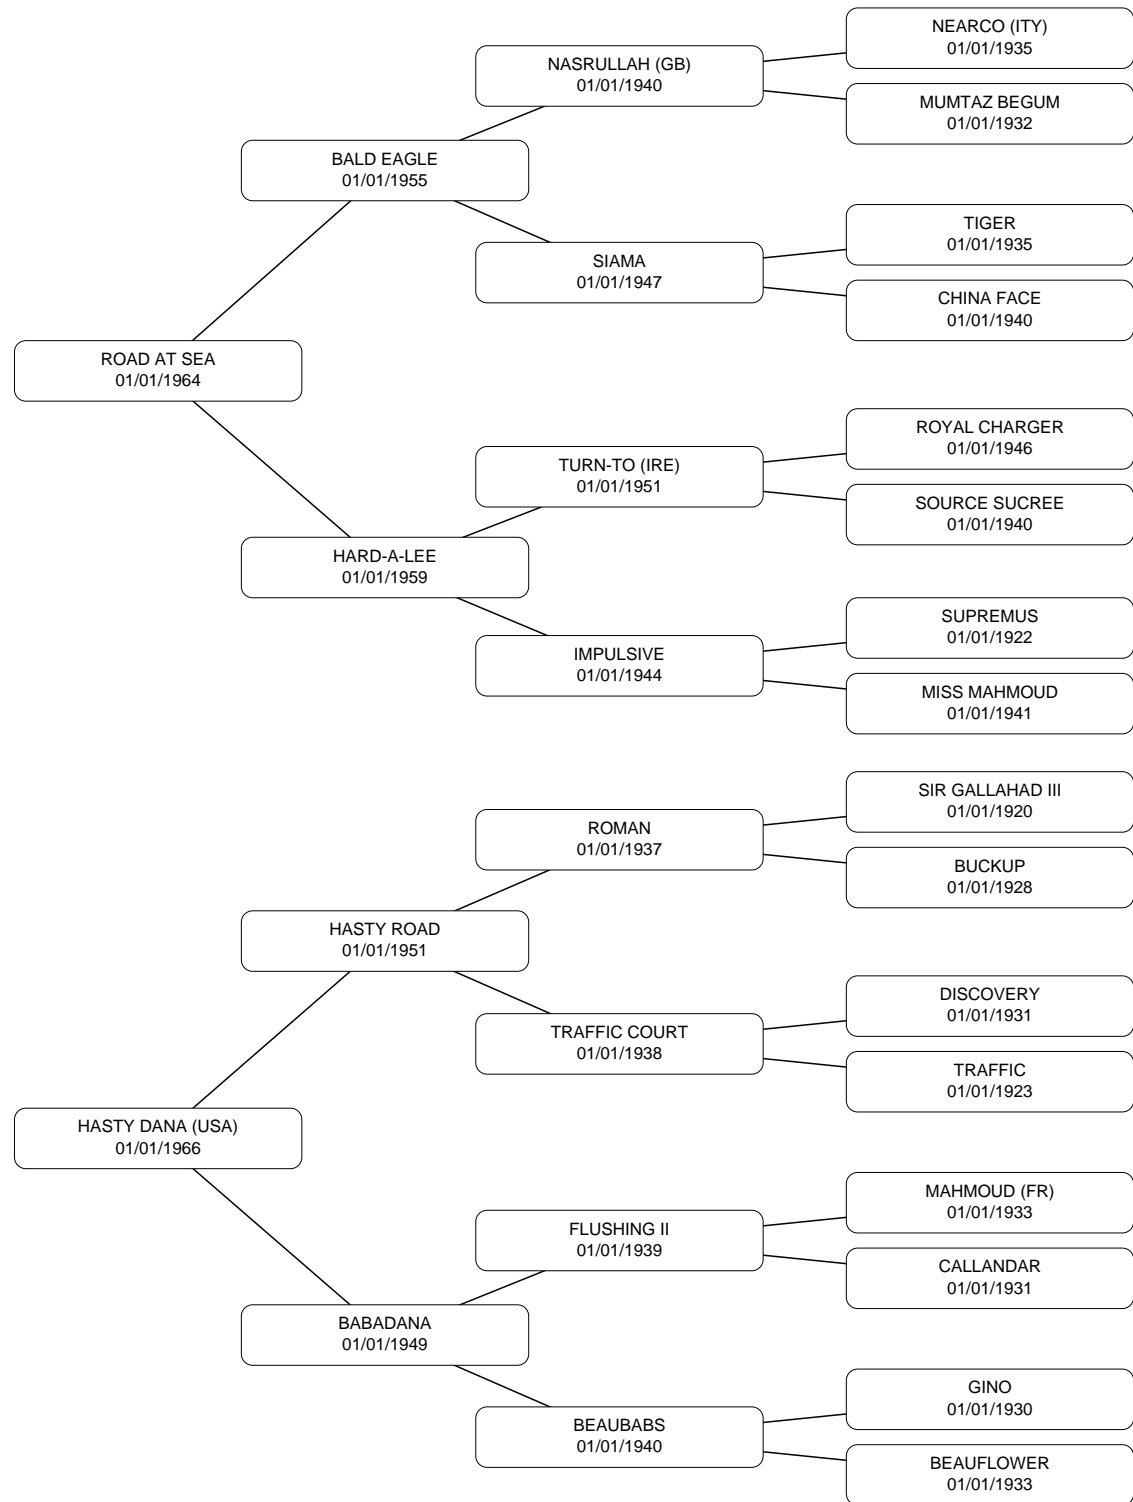 NEARCO (ITY)
01/01/1935
NASRULLAH (GB)
01/01/1940
MUMTAZ BEGUM
01/01/1932
BALD EAGLE
01/01/1955
TIGER
01/01/1935
SIAMA
01/01/1947
CHINA FACE
01/01/1940
ROAD AT SEA
01/01/1964
ROYAL CHARGER
01/01/1946
TURN-TO (IRE)
01/01/1951
SOURCE SUCREE
01/01/1940
HARD-A-LEE
01/01/1959
SUPREMUS
01/01/1922
IMPULSIVE
01/01/1944
MISS MAHMOUD
01/01/1941
SIR GALLAHAD III
01/01/1920
ROMAN
01/01/1937
BUCKUP
01/01/1928
HASTY ROAD
01/01/1951
DISCOVERY
01/01/1931
TRAFFIC COURT
01/01/1938
TRAFFIC
01/01/1923
HASTY DANA (USA)
01/01/1966
MAHMOUD (FR)
01/01/1933
FLUSHING II
01/01/1939
CALLANDAR
01/01/1931
BABADANA
01/01/1949
GINO
01/01/1930
BEAUBABS
01/01/1940
BEAUFLOWER
01/01/1933